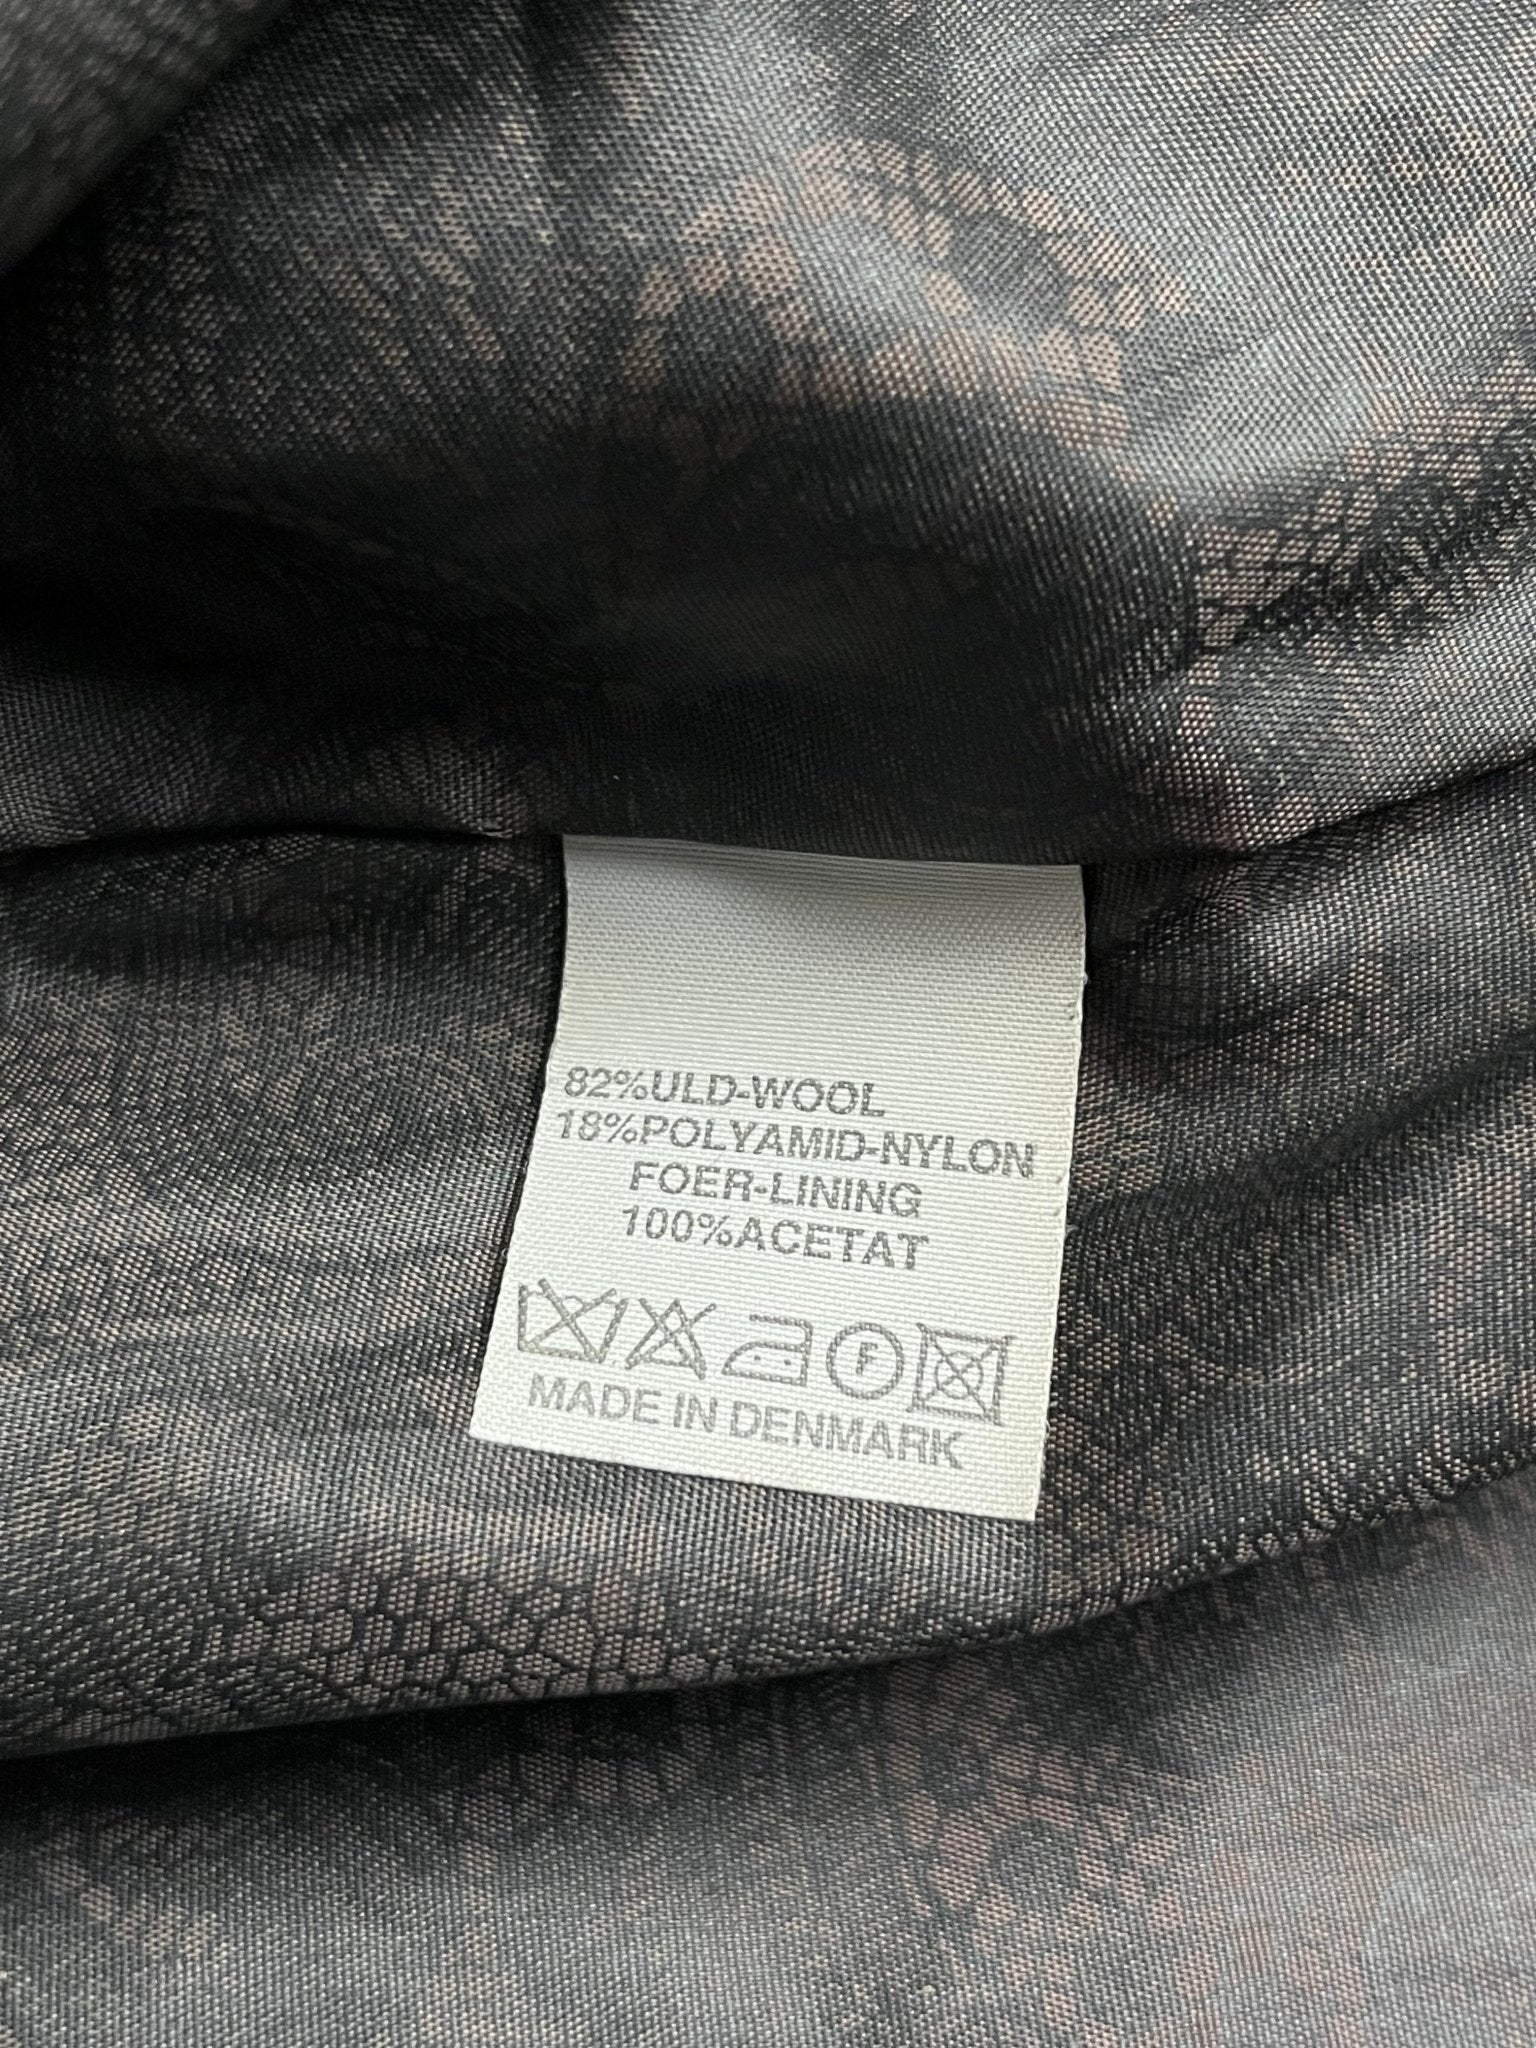 82%ULD-WOOL
18%POLYAMID-NYLON
FOER-LINING
100%ACETAT
F
MADE IN DENMARK